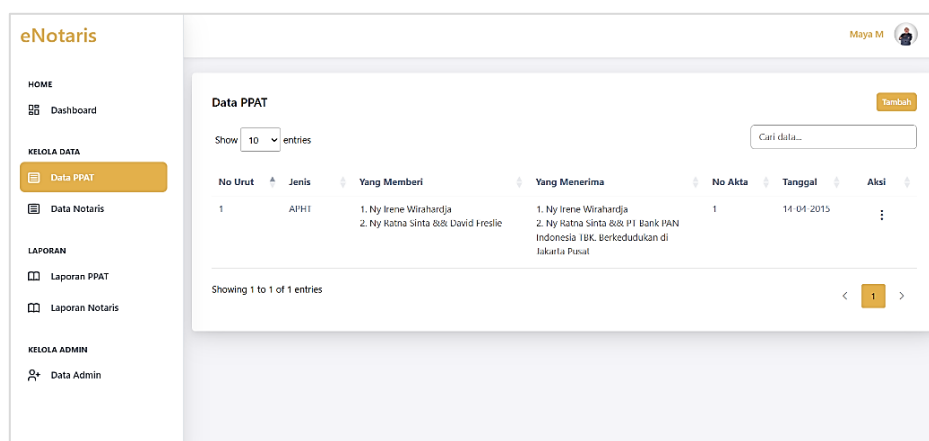 eNotaris
Maya M
HOME
Dashboard
KELOLA DATA
Data PPAT
Data Notaris
LAPORAN
Laporan PPAT
Laporan Notaris
KELOLA ADMIN
Data Admin
Data PPAT
Tambah
Show 10 entries
Cari data...
No Urut Jenis Yang Memberi Yang Menerima No Akta Tanggal Aksi
1 APHT 1. Ny Irene Wirahardja 1. Ny Irene Wirahardja 1 14-04-2015
2. Ny Ratna Sinta && David Freslie 2. Ny Ratna Sinta && PT Bank PAN
Indonesia TBK. Berkedudukan di
Jakarta Pusat
Showing 1 to 1 of 1 entries
< 1 >